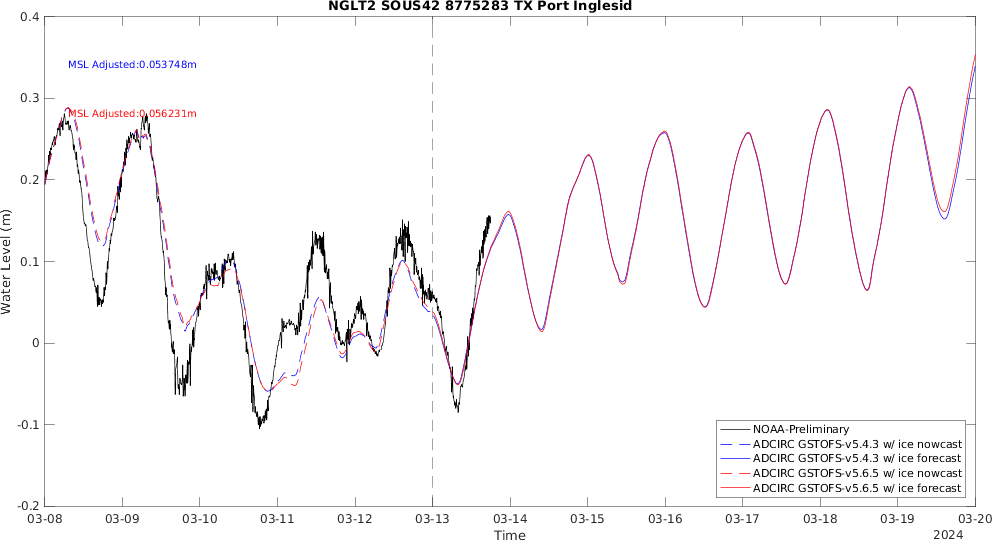 NGLT2 SOUS42 8775283 TX Port Inglesid
MSL Adjusted:0.053748m
MSL Adjusted:0.056231m
Water Level (m)
0.4
0.3
0.2
0.1
0
-0.1
-0.2
NOAA-Preliminary
ADCIRC GSTOFS-v5.4.3 w/ ice nowcast
ADCIRC GSTOFS-v5.4.3 w/ ice forecast
ADCIRC GSTOFS-v5.6.5 w/ ice nowcast
ADCIRC GSTOFS-v5.6.5 w/ ice forecast
03-08 03-09 03-10 03-11 03-12 03-13 03-14 03-15 03-16 03-17 03-18 03-19 03-20
Time
2024